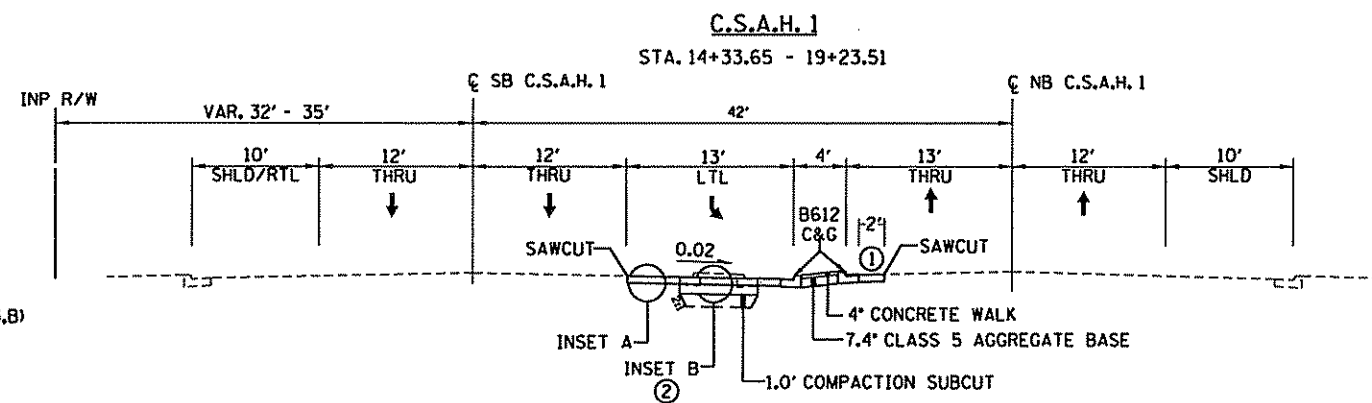 C.S.A.H. 1
STA. 14+33.65 - 19+23.51
℄ SB C.S.A.H. 1
℄ NB C.S.A.H. 1
INP R/W
VAR. 32' - 35'
42'
10'
SHLD/RTL
12'
THRU
12'
THRU
13'
LTL
4'
13'
THRU
12'
THRU
10'
SHLD
B612
C&G
2'
①
SAWCUT
0.02
SAWCUT
,B)
4" CONCRETE WALK
7.4" CLASS 5 AGGREGATE BASE
INSET A
INSET B
②
1.0' COMPACTION SUBCUT